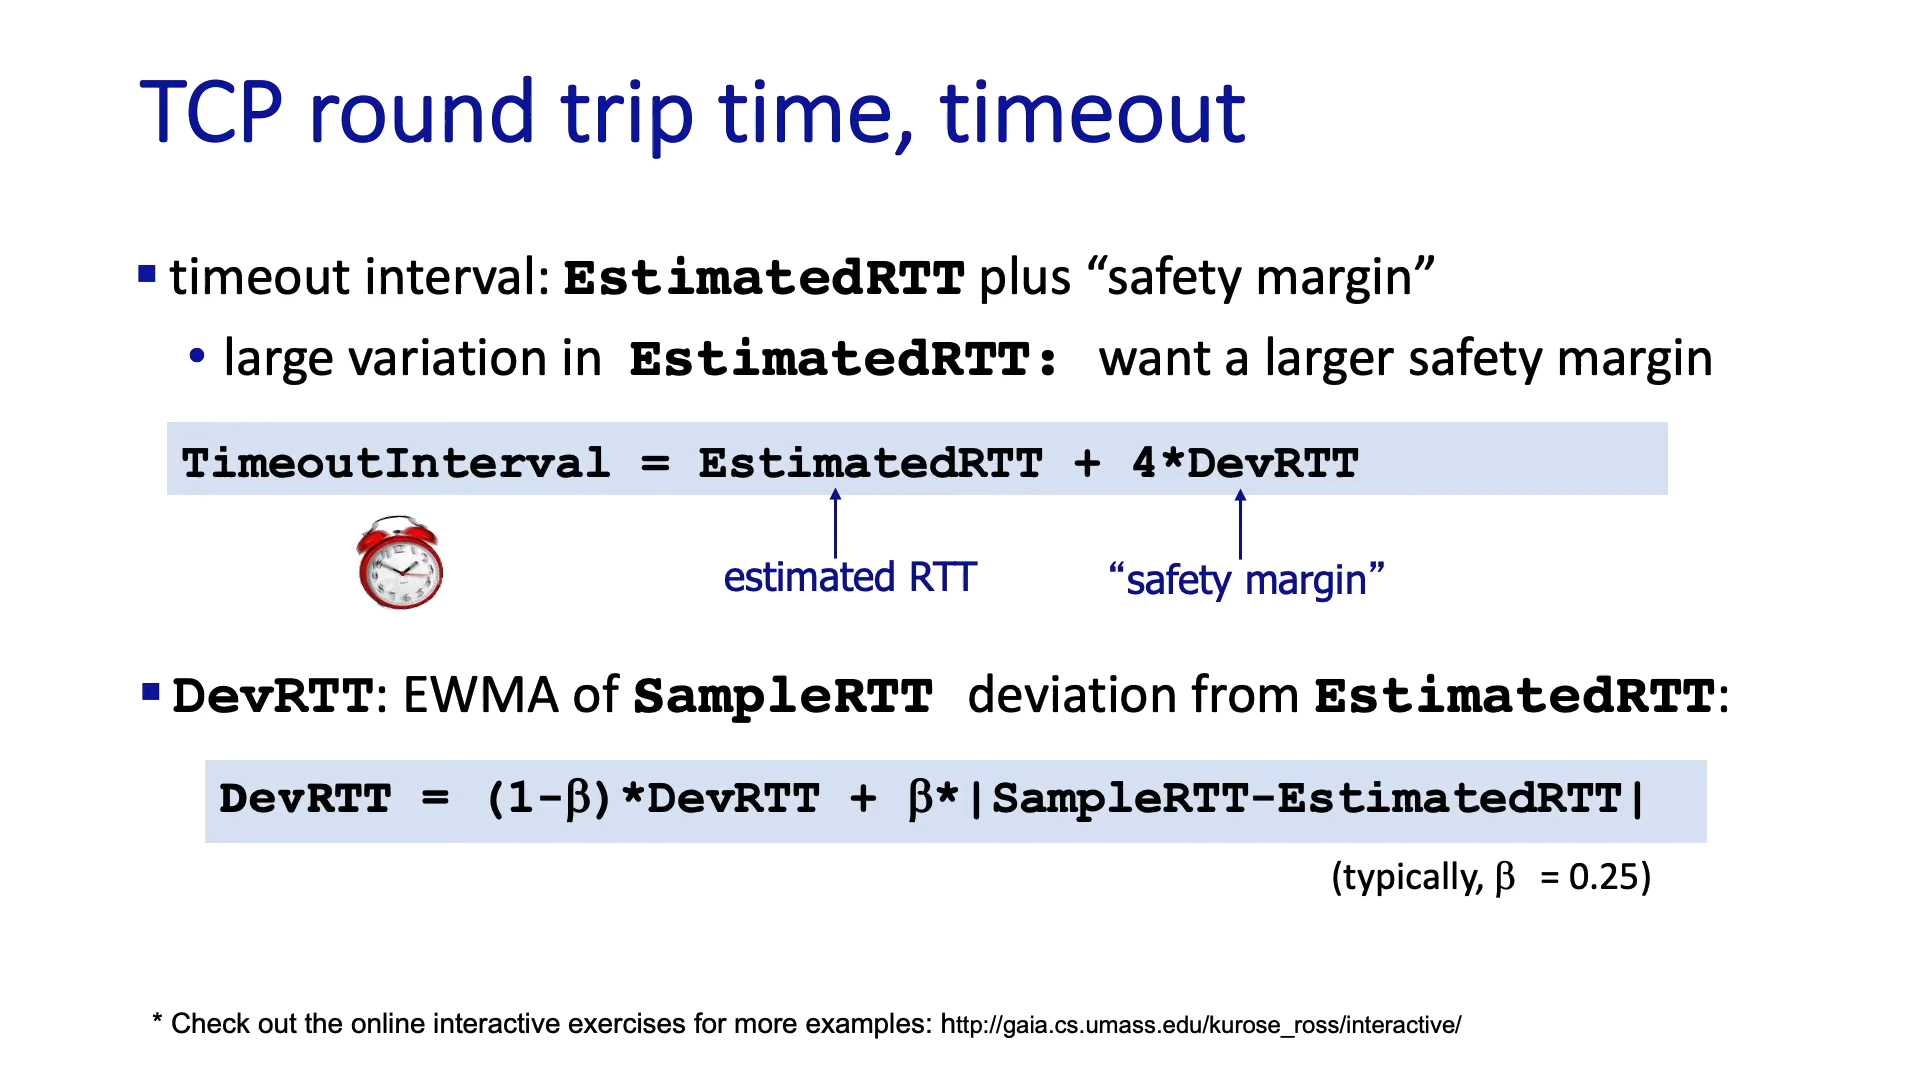 TCP round trip time, timeout
▪ timeout interval: EstimatedRTT plus “safety margin”
• large variation in EstimatedRTT: want a larger safety margin
TimeoutInterval = EstimatedRTT + 4*DevRTT
estimated RTT “safety margin”
▪ DevRTT: EWMA of SampleRTT deviation from EstimatedRTT:
DevRTT = (1-β)*DevRTT + β*|SampleRTT-EstimatedRTT|
(typically, β = 0.25)
* Check out the online interactive exercises for more examples: http://gaia.cs.umass.edu/kurose_ross/interactive/